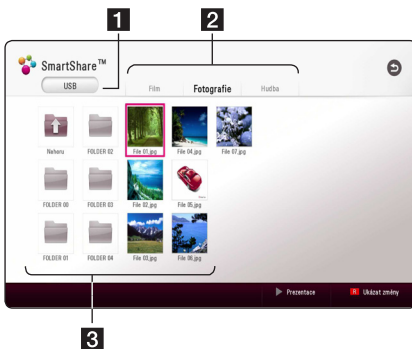 1
2
SmartShare™
USB
Film Fotografie Hudba
Nahoru FOLDER 02 File 01.jpg File 04.jpg File 07.jpg
FOLDER 00 FOLDER 03 File 02.jpg File 05.jpg
FOLDER 01 FOLDER 04 File 03.jpg File 06.jpg
Prezentace R Ukázat změny
3